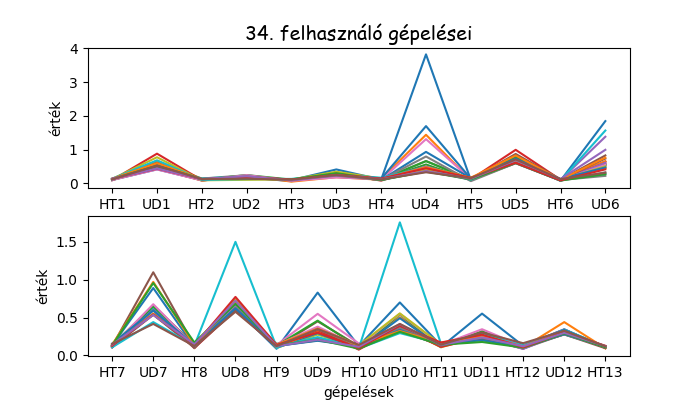 34. felhasználó gépelései
4
3
2
1
0
érték
HT1 UD1 HT2 UD2 HT3 UD3 HT4 UD4 HT5 UD5 HT6 UD6
1.5
1.0
0.5
0.0
érték
HT7 UD7 HT8 UD8 HT9 UD9 HT10 UD10 HT11 UD11 HT12 UD12 HT13
gépelések